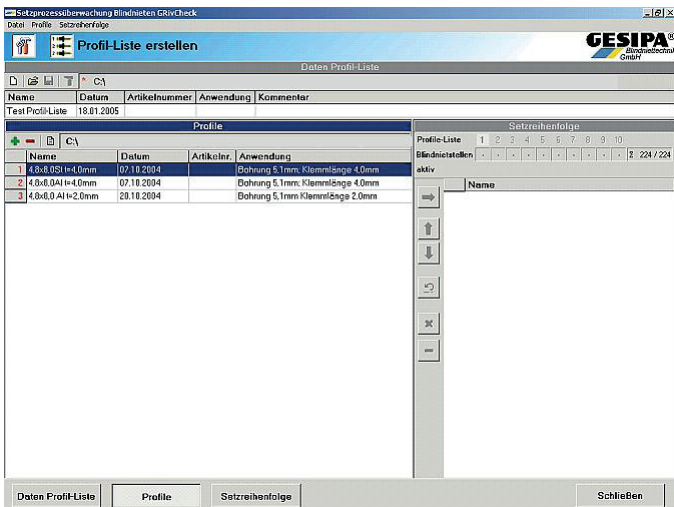 Setzprozessüberwachung Blindnieten GRivCheck
Datei Profile Setzreihenfolge
Profil-Liste erstellen
GESIPA®
Blindniettechnik
GmbH
Daten Profil-Liste
* C:\
Name Datum Artikelnummer Anwendung Kommentar
Test Profil-Liste 18.01.2005
Profile
C:\
Name Datum Artikelnr. Anwendung
1 4,8x8,0St t=4,0mm 07.10.2004 Bohrung 5,1mm; Klemmlänge 4,0mm
2 4,8x8,0Al t=4,0mm 07.10.2004 Bohrung 5,1mm; Klemmlänge 4,0mm
3 4,8x8,0 Al t=2,0mm 20.10.2004 Bohrung 5,1mm Klemmlänge 2,0mm
Setzreihenfolge
Profile-Liste 1 2 3 4 5 6 7 8 9 10
Blindnietstellen - - - - - - - - - - Σ 224 / 224
aktiv
Name
Daten Profil-Liste
Profile
Setzreihenfolge
Schließen